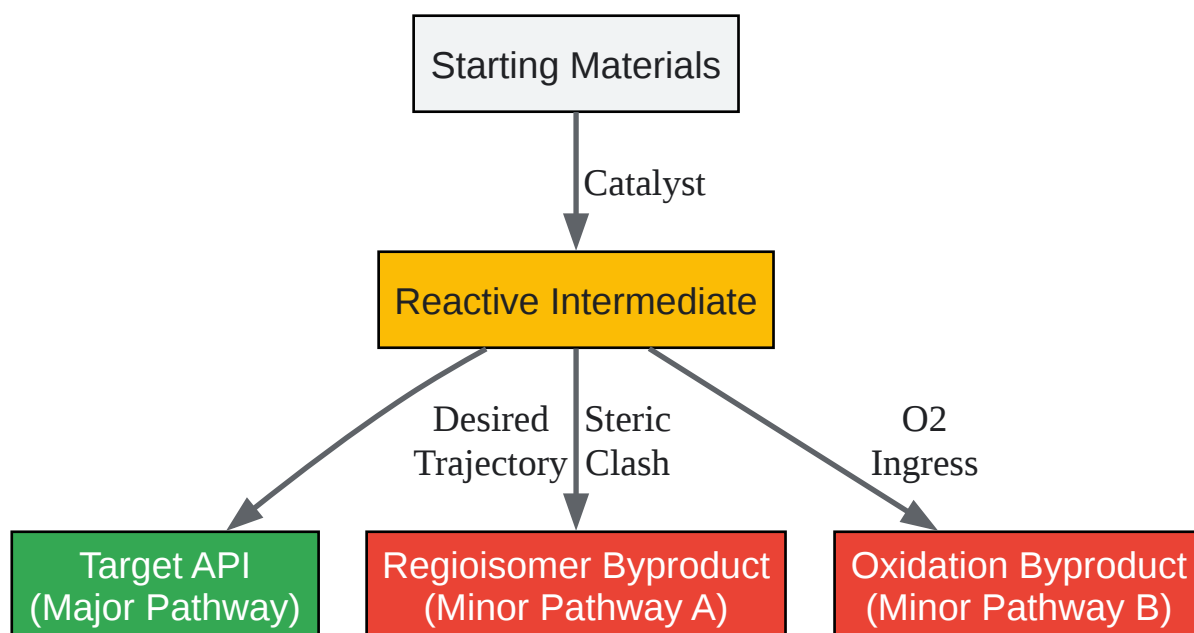 Starting Materials
Catalyst
Reactive Intermediate
Desired
Trajectory
Steric
Clash
O2
Ingress
Target API
(Major Pathway)
Regioisomer Byproduct
(Minor Pathway A)
Oxidation Byproduct
(Minor Pathway B)